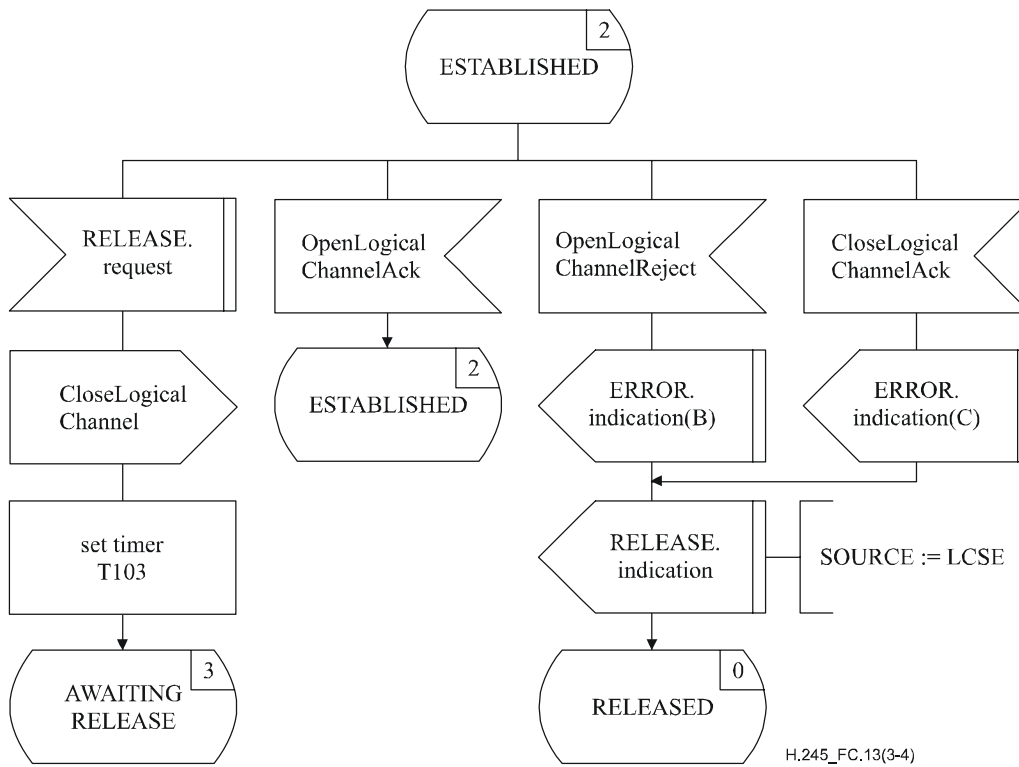 2
ESTABLISHED
RELEASE.
request
OpenLogical
ChannelAck
OpenLogical
ChannelReject
CloseLogical
ChannelAck
CloseLogical
Channel
2
ESTABLISHED
ERROR.
indication(B)
ERROR.
indication(C)
set timer
T103
RELEASE.
indication
SOURCE := LCSE
3
AWAITING
RELEASE
0
RELEASED
H.245_FC.13(3-4)